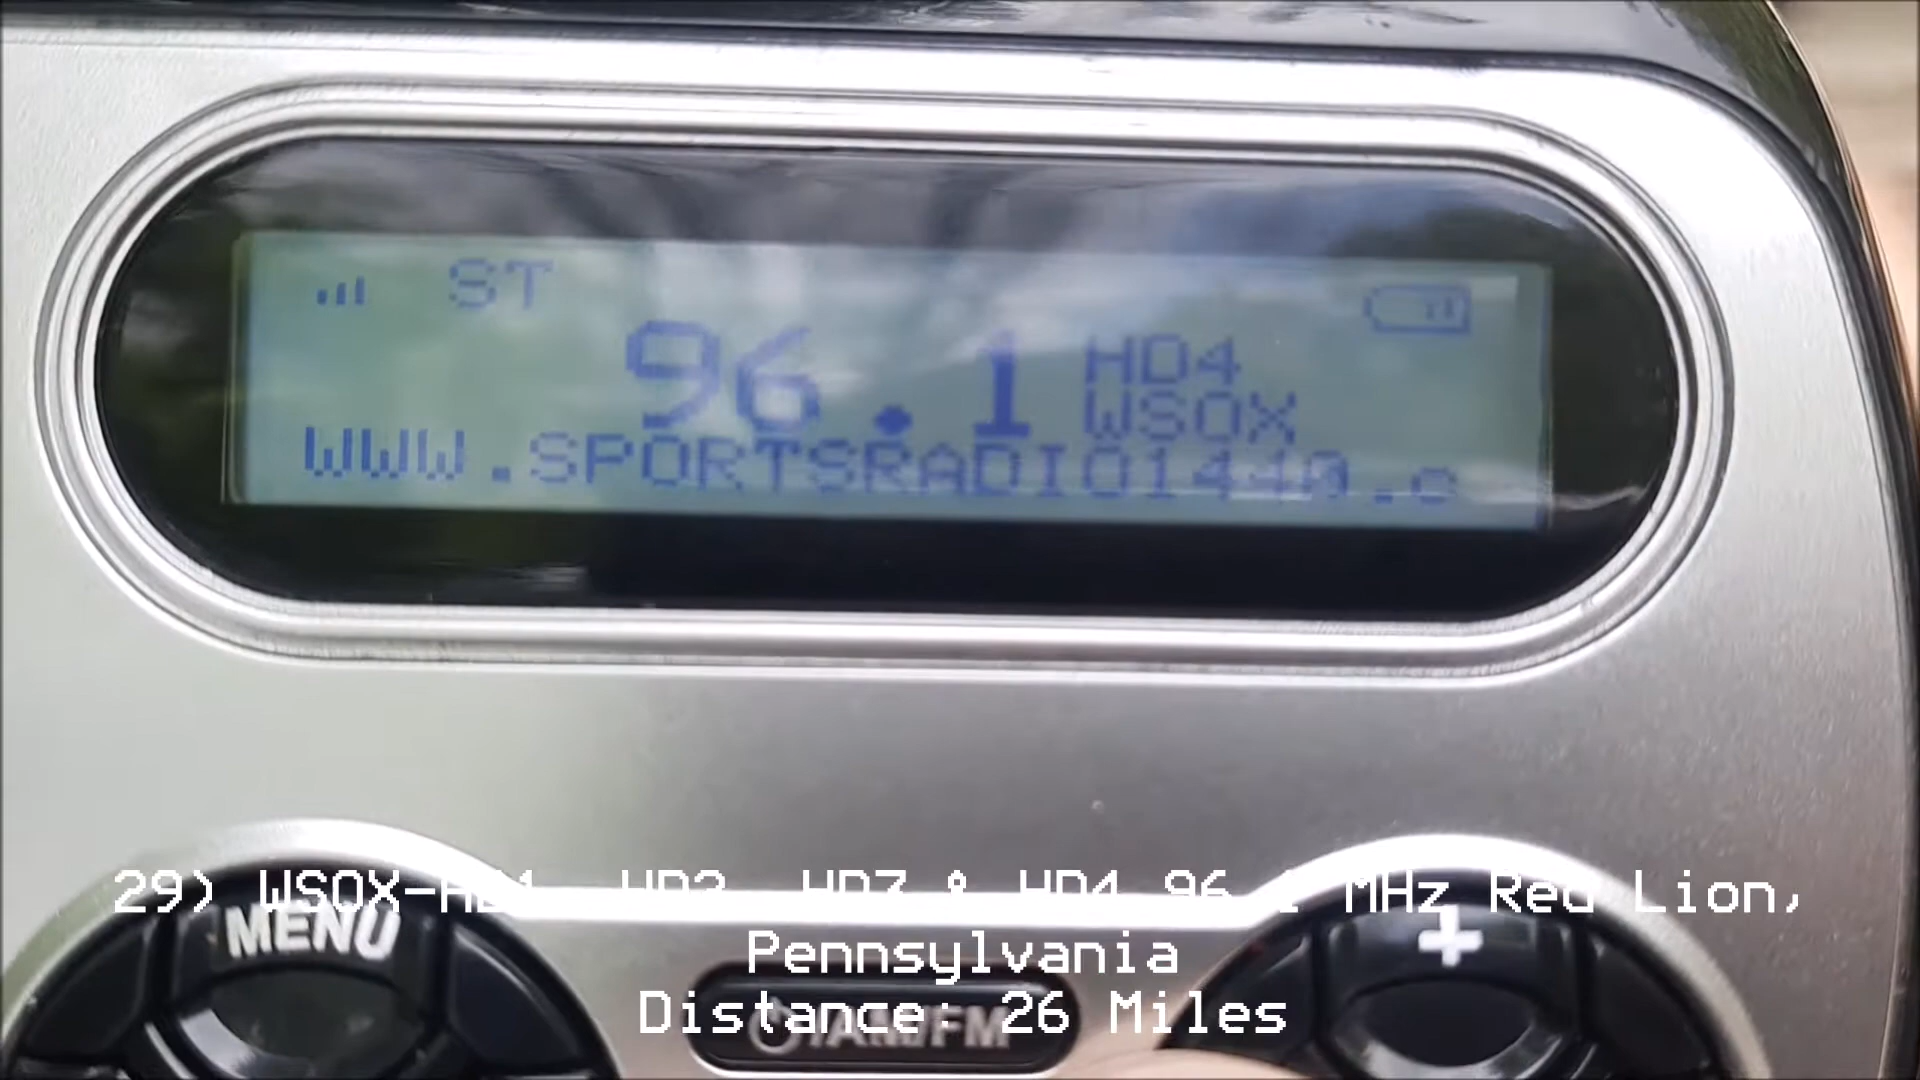 ST
96.1 HD4
WSOX
WWW.SPORTSRADIO1440.c
29) WSOX-HD1, HD2, HD3 & HD4 96.1 MHz Red Lion,
MENU +
Pennsylvania
Distance: 26 Miles
/AM/FM